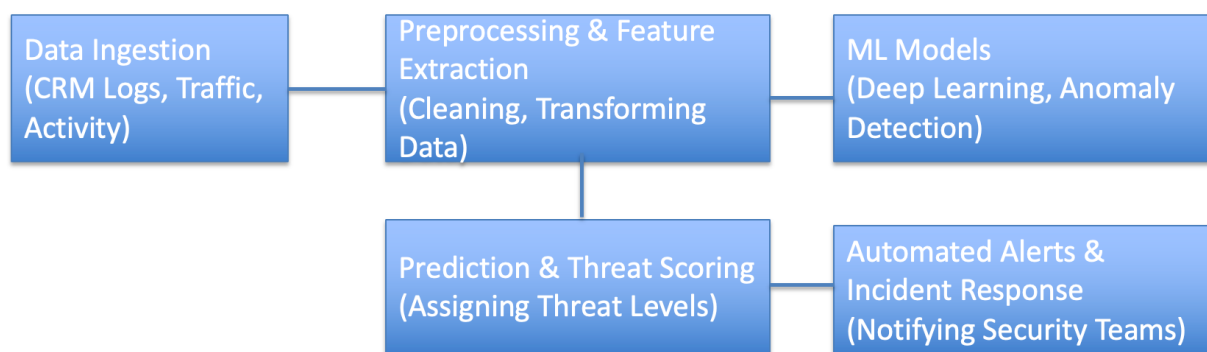 Data Ingestion
(CRM Logs, Traffic,
Activity)
Preprocessing & Feature
Extraction
(Cleaning, Transforming
Data)
ML Models
(Deep Learning, Anomaly
Detection)
Prediction & Threat Scoring
(Assigning Threat Levels)
Automated Alerts &
Incident Response
(Notifying Security Teams)